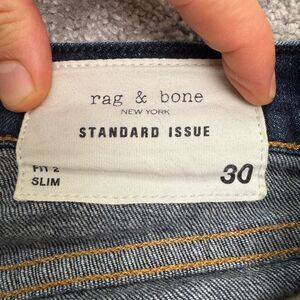 rag & bone
NEW YORK
STANDARD ISSUE
FIT 2
SLIM
30